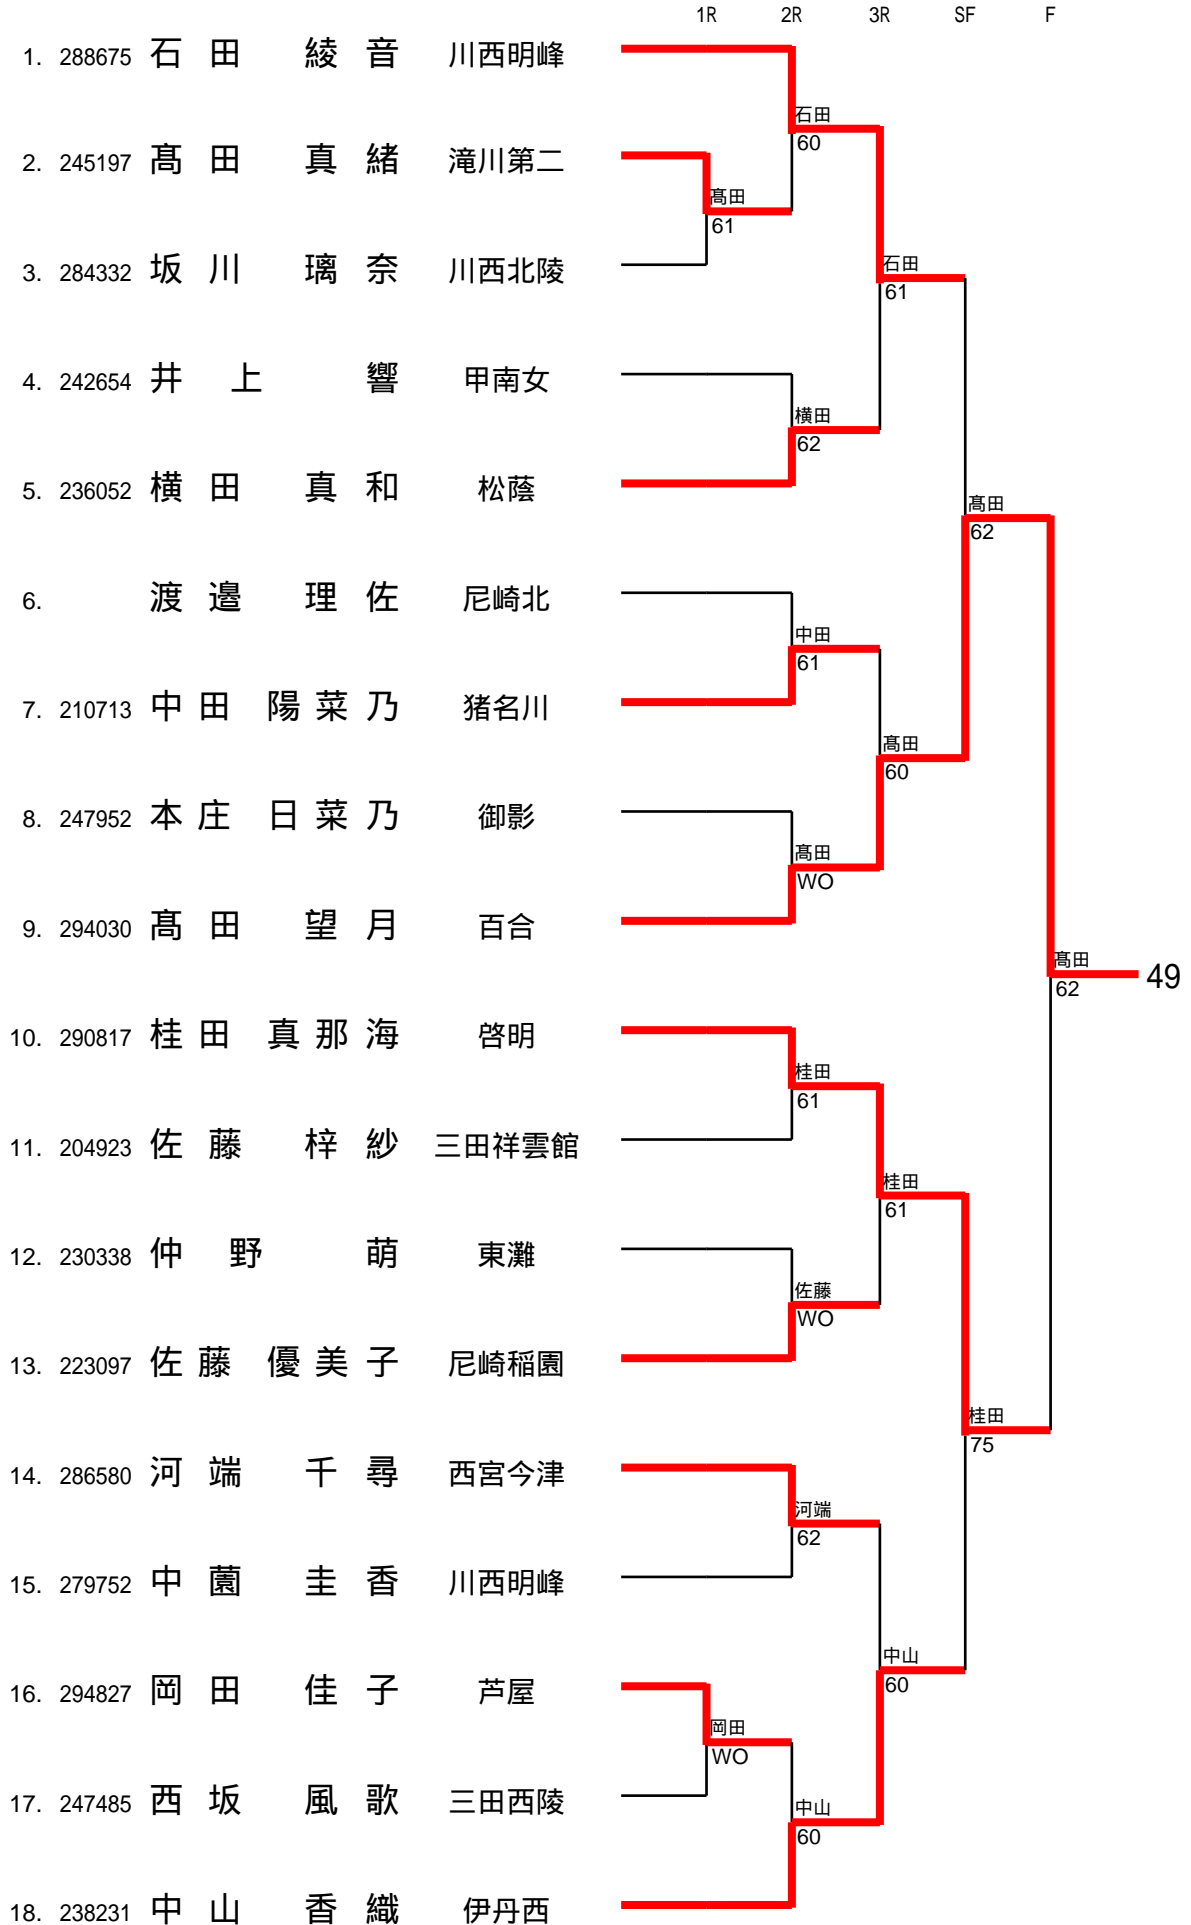 1R 2R 3R SF F
1. 288675 石田 綾音 川西明峰
石田
60
2. 245197 髙田 真緒 滝川第二
髙田
61
3. 284332 坂川 璃奈 川西北陵
石田
61
4. 242654 井上 響 甲南女
横田
62
5. 236052 横田 真和 松蔭
髙田
62
6. 渡邉 理佐 尼崎北
中田
61
7. 210713 中田 陽菜乃 猪名川
髙田
60
8. 247952 本庄 日菜乃 御影
髙田
WO
9. 294030 髙田 望月 百合
髙田
62 49
10. 290817 桂田 真那海 啓明
桂田
61
11. 204923 佐藤 梓紗 三田祥雲館
桂田
61
12. 230338 仲野 萌 東灘
佐藤
WO
13. 223097 佐藤 優美子 尼崎稲園
桂田
75
14. 286580 河端 千尋 西宮今津
河端
62
15. 279752 中薗 圭香 川西明峰
中山
60
16. 294827 岡田 佳子 芦屋
岡田
WO
17. 247485 西坂 風歌 三田西陵
中山
60
18. 238231 中山 香織 伊丹西